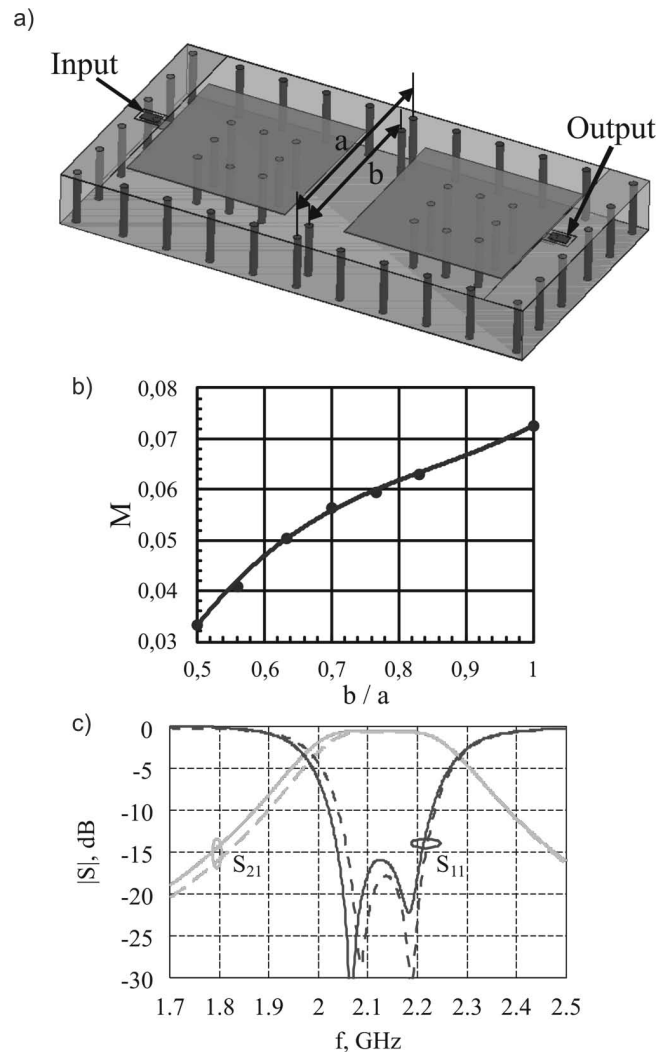 a)
Input
a
b
Output
b)
0,08
0,07
0,06
0,05
0,04
0,03
M
0,5 0,6 0,7 0,8 0,9 1
b / a
c)
0
-5
-10
-15
-20
-25
-30
|S|, dB
S21
S11
1.7 1.8 1.9 2 2.1 2.2 2.3 2.4 2.5
f, GHz